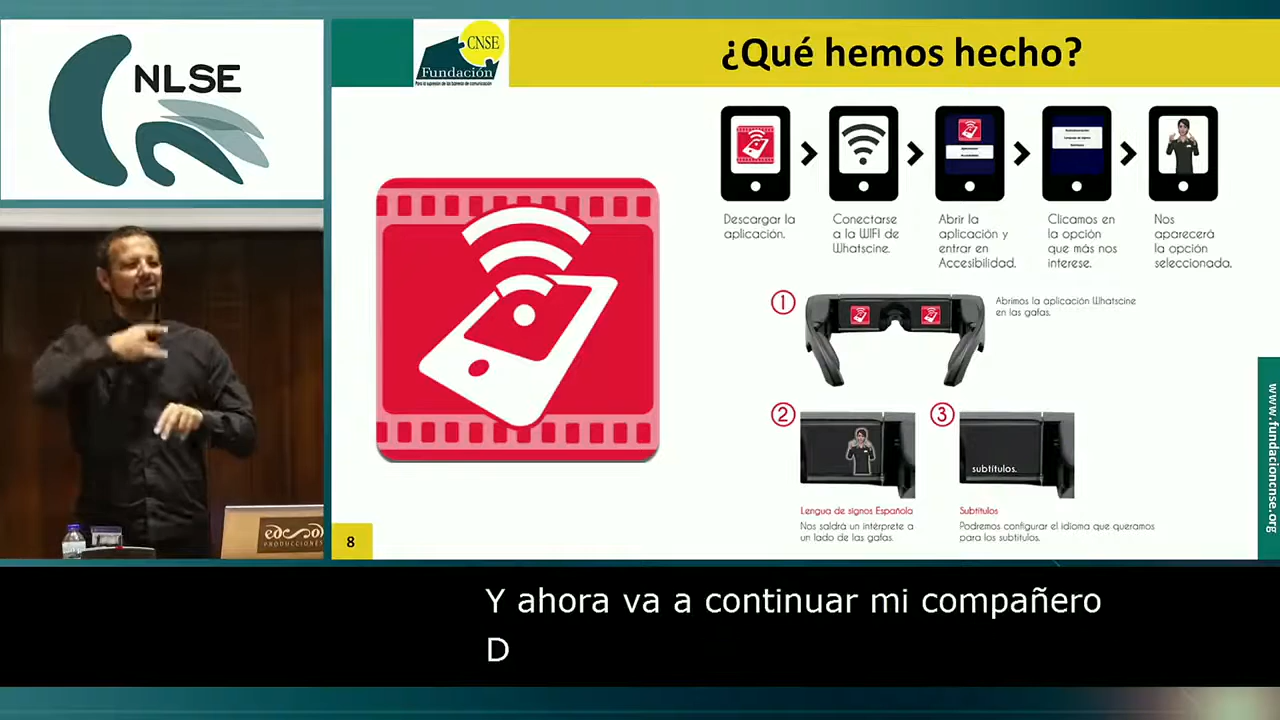 CNLSE
CNSE
Fundación
Para la supresión de las barreras de comunicación
¿Qué hemos hecho?
Descargar la
aplicación.
Conectarse
a la WIFI de
Whatscine.
Abrir la
aplicación y
entrar en
Accesibilidad.
Clicamos en
la opción
que más nos
interese.
Nos
aparecerá
la opción
seleccionada.
1
Abrimos la aplicación Whatscine
en las gafas.
2
Lengua de signos Española
Nos saldrá un intérprete a
un lado de las gafas.
3
subtítulos.
Subtítulos
Podremos configurar el idioma que queramos
para los subtítulos.
www.fundacioncnse.org
8
PRODUCCIONES
Y ahora va a continuar mi compañero
D